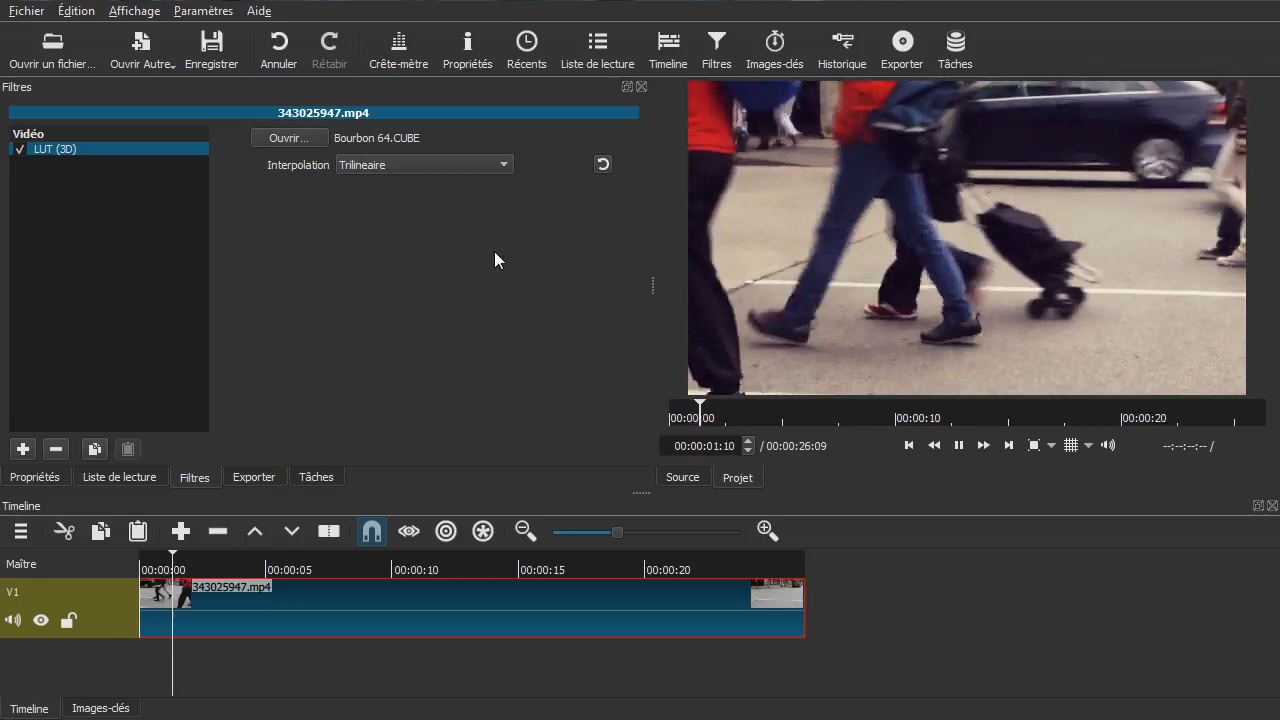 Fichier Édition Affichage Paramètres Aide
Ouvrir un fichier... Ouvrir Autre... Enregistrer Annuler Rétabir Crête-mètre Propriétés Récents Liste de lecture Timeline Filtres Images-clés Historique Exporter Tâches
Filtres
343025947.mp4
Vidéo
LUT (3D)
Ouvrir... Bourbon 64.CUBE
Interpolation Trilineaire
00:00:00 00:00:10 00:00:20
00:00:01:10 / 00:00:26:09 --:--:--:-- /
Propriétés Liste de lecture Filtres Exporter Tâches
Source Projet
Timeline
Maître
00:00:00 00:00:05 00:00:10 00:00:15 00:00:20
V1 343025947.mp4
Timeline Images-clés